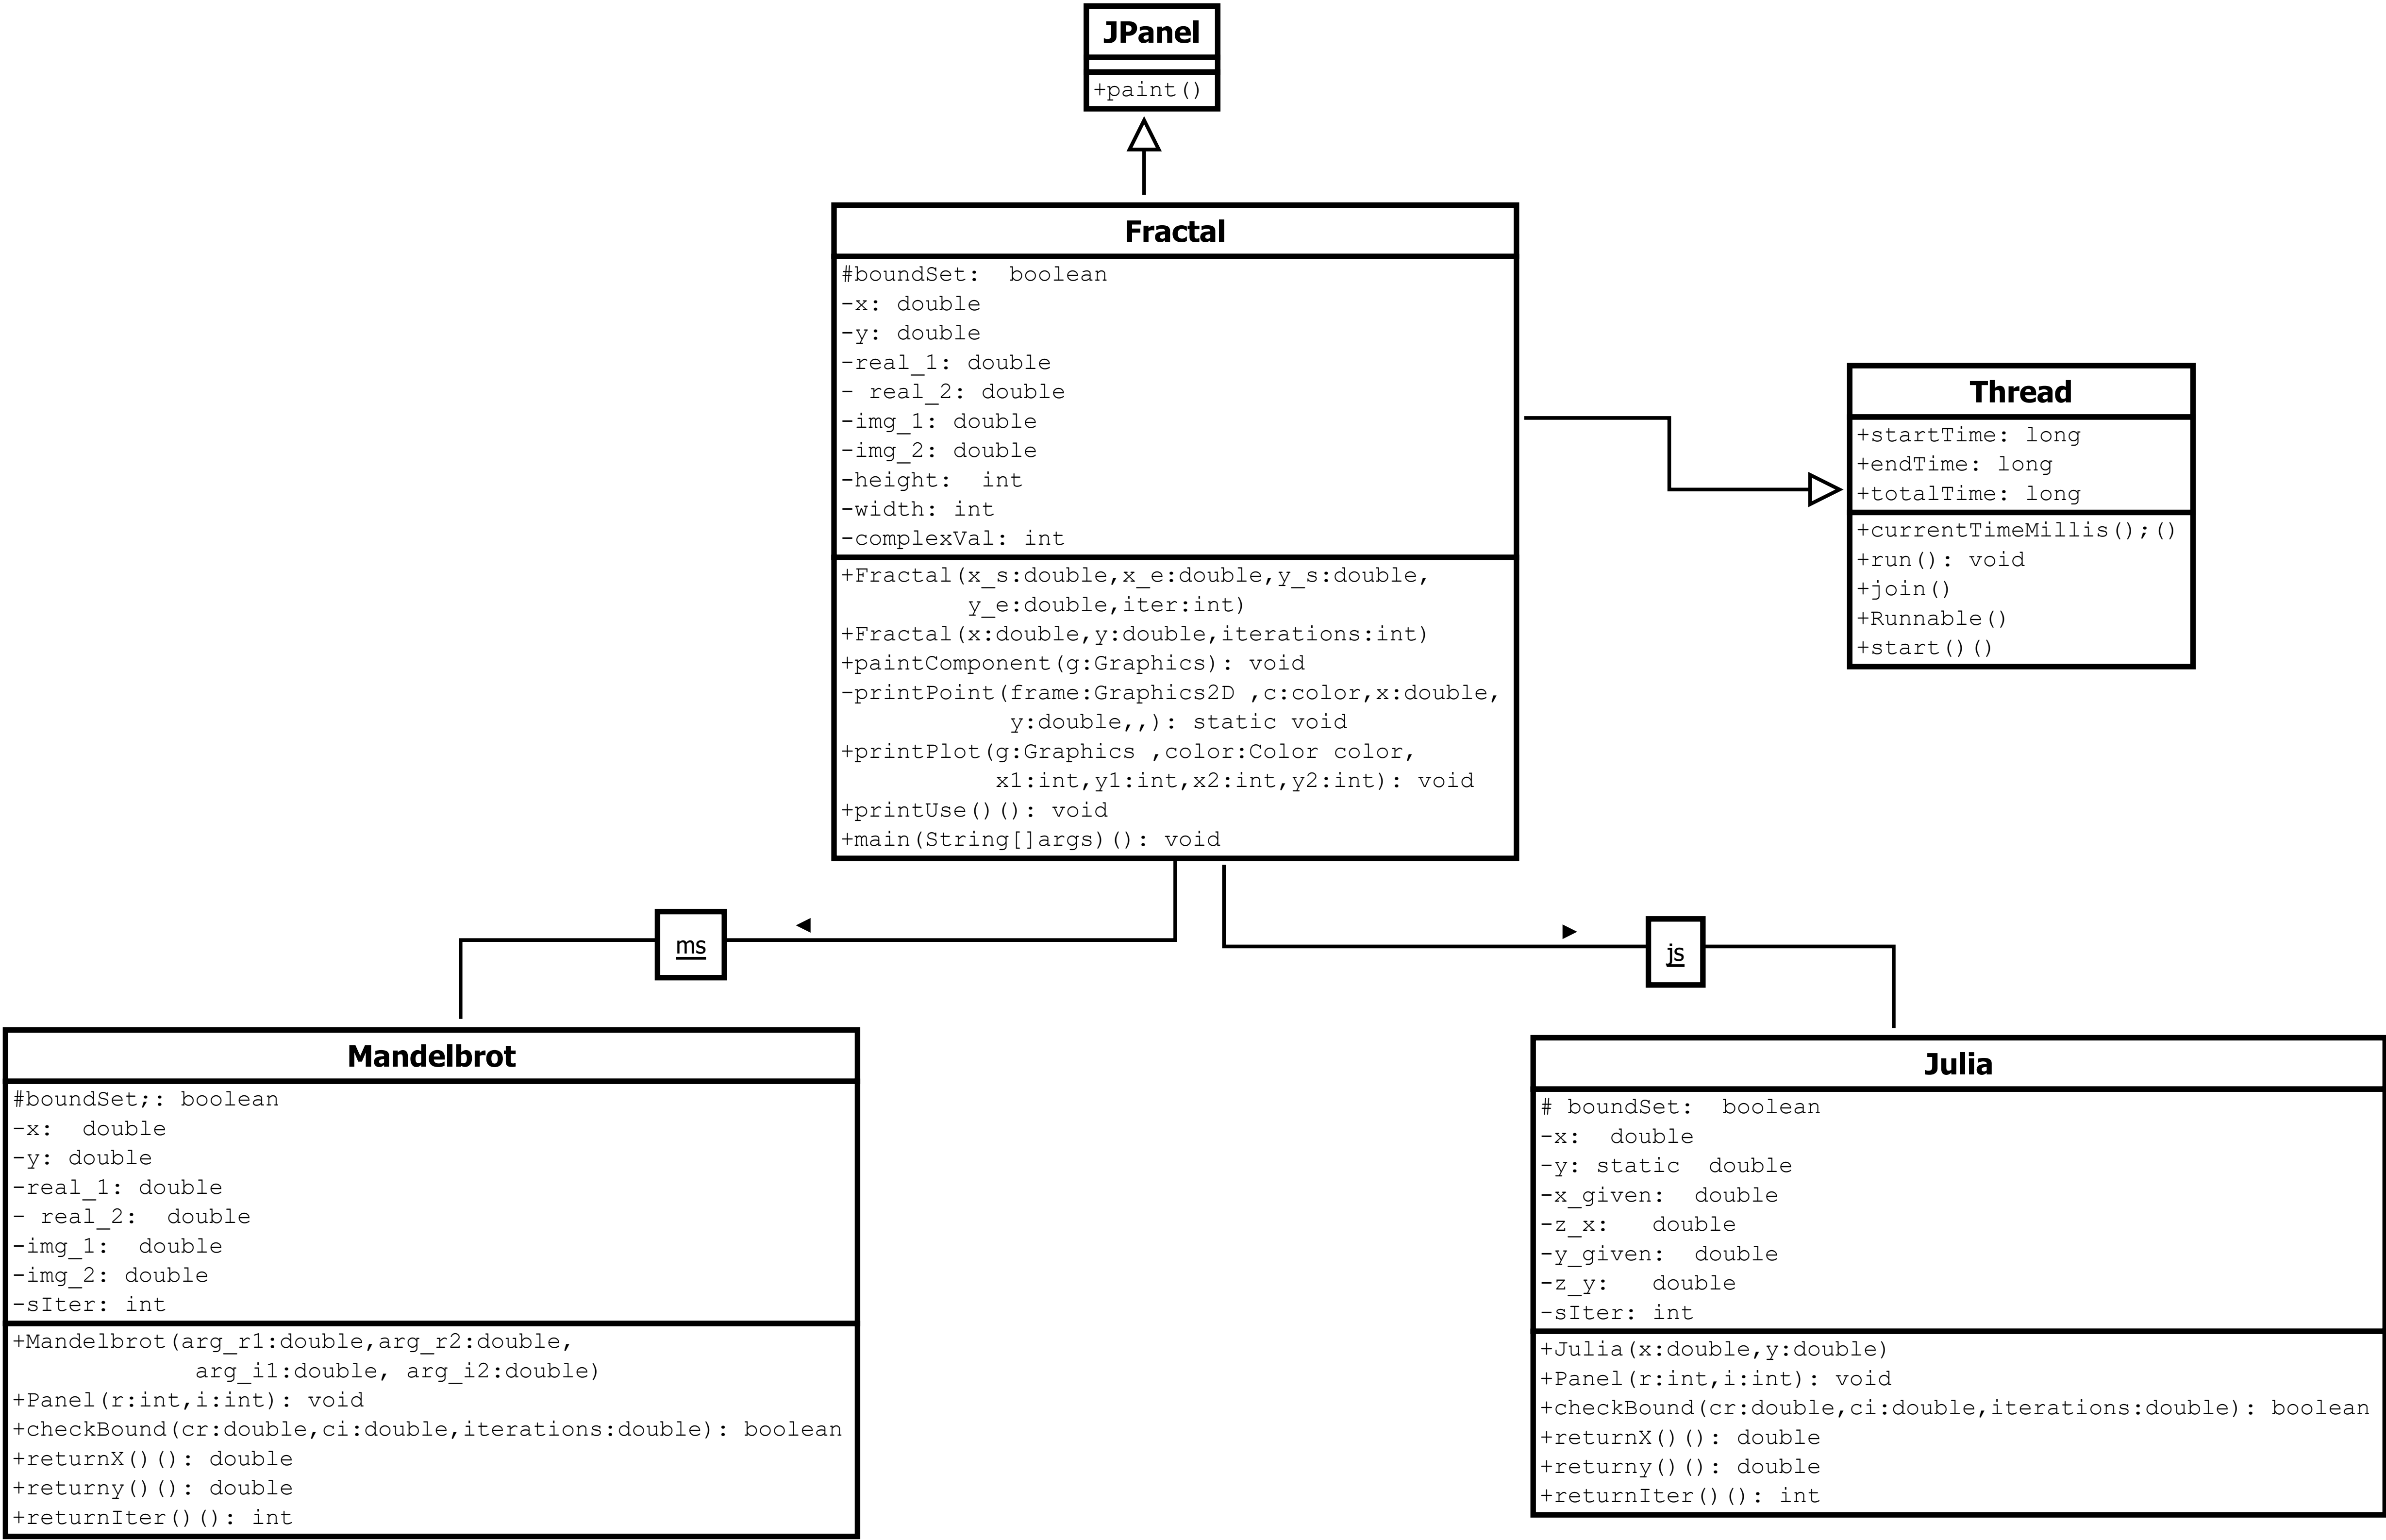 JPanel
+paint()
Fractal
#boundSet:  boolean
-x: double
-y: double
-real_1: double
- real_2: double
-img_1: double
-img_2: double
-height:  int
-width: int
-complexVal: int
+Fractal(x_s:double,x_e:double,y_s:double,
y_e:double,iter:int)
+Fractal(x:double,y:double,iterations:int)
+paintComponent(g:Graphics): void
-printPoint(frame:Graphics2D ,c:color,x:double,
y:double,,): static void
+printPlot(g:Graphics ,color:Color color,
x1:int,y1:int,x2:int,y2:int): void
+printUse()(): void
+main(String[]args)(): void
Thread
+startTime: long
+endTime: long
+totalTime: long
+currentTimeMillis();()
+run(): void
+join()
+Runnable()
+start()()
ms
js
Mandelbrot
#boundSet;: boolean
-x:  double
-y: double
-real_1: double
- real_2:  double
-img_1:  double
-img_2: double
-sIter: int
+Mandelbrot(arg_r1:double,arg_r2:double,
arg_i1:double, arg_i2:double)
+Panel(r:int,i:int): void
+checkBound(cr:double,ci:double,iterations:double): boolean
+returnX()(): double
+returny()(): double
+returnIter()(): int
Julia
# boundSet:  boolean
-x:  double
-y: static  double
-x_given:  double
-z_x:   double
-y_given:  double
-z_y:   double
-sIter: int
+Julia(x:double,y:double)
+Panel(r:int,i:int): void
+checkBound(cr:double,ci:double,iterations:double): boolean
+returnX()(): double
+returny()(): double
+returnIter()(): int